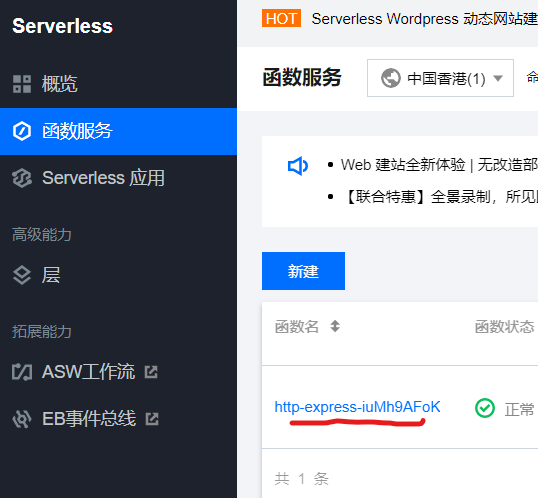 Serverless
概览
函数服务
Serverless 应用
高级能力
层
拓展能力
ASW工作流
EB事件总线
HOT Serverless Wordpress 动态网站建
函数服务 中国香港(1) 命
Web 建站全新体验 | 无改造部
【联合特惠】全景录制，所见
新建
函数名 函数状态
http-express-iuMh9AFoK 正常
共 1 条